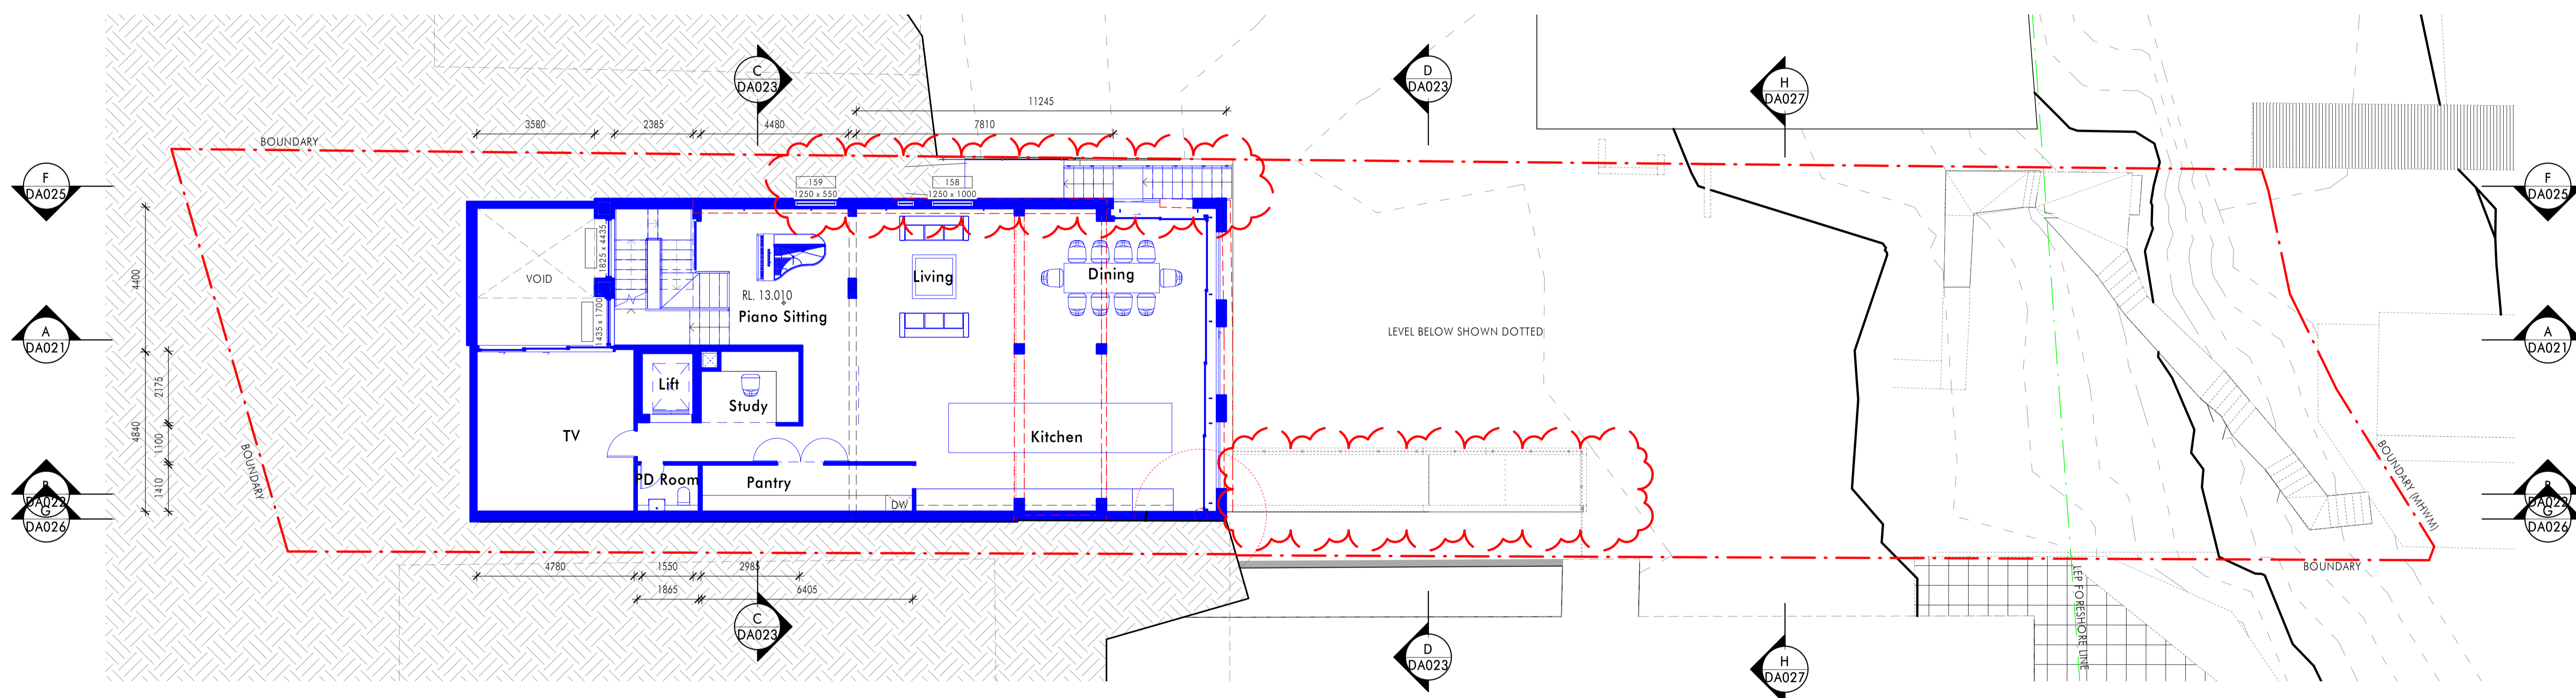 C
DA023
D
DA023
H
DA027
11245
3580
2385
4480
7810
BOUNDARY
F
DA025
F
DA025
159
1250 x 550
158
1250 x 1000
1825 x 4435
4400
VOID
Living
Dining
RL. 13.010
Piano Sitting
1435 x 1700
A
DA021
LEVEL BELOW SHOWN DOTTED
A
DA021
2175
Lift
Study
4840
1100
TV
Kitchen
BOUNDARY
BOUNDARY (MHWM)
1410
PD Room
Pantry
DW
B
DA022
G
DA026
B
DA022
G
DA026
4780
1550
2985
BOUNDARY
1865
6405
LEP FORESHORE LINE
C
DA023
D
DA023
H
DA027